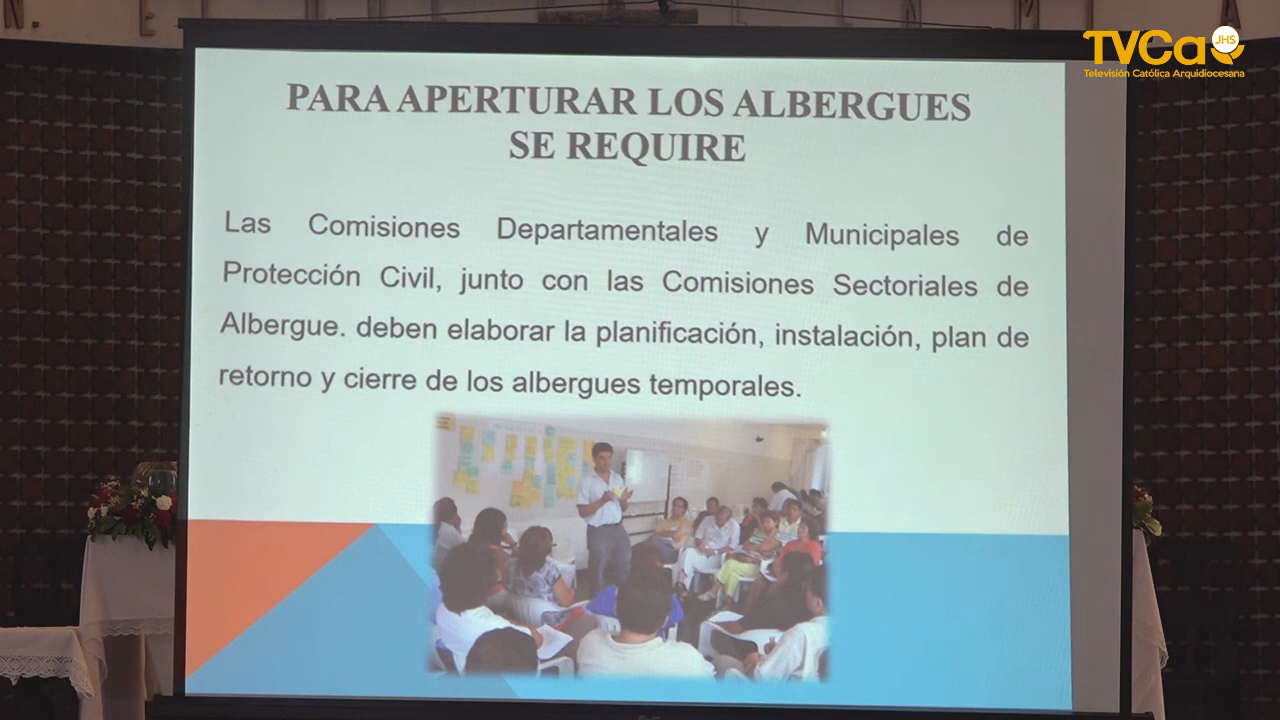 TVCa
JHS
Televisión Católica Arquidiocesana
PARA APERTURAR LOS ALBERGUES
SE REQUIRE
Las Comisiones Departamentales y Municipales de
Protección Civil, junto con las Comisiones Sectoriales de
Albergue. deben elaborar la planificación, instalación, plan de
retorno y cierre de los albergues temporales.